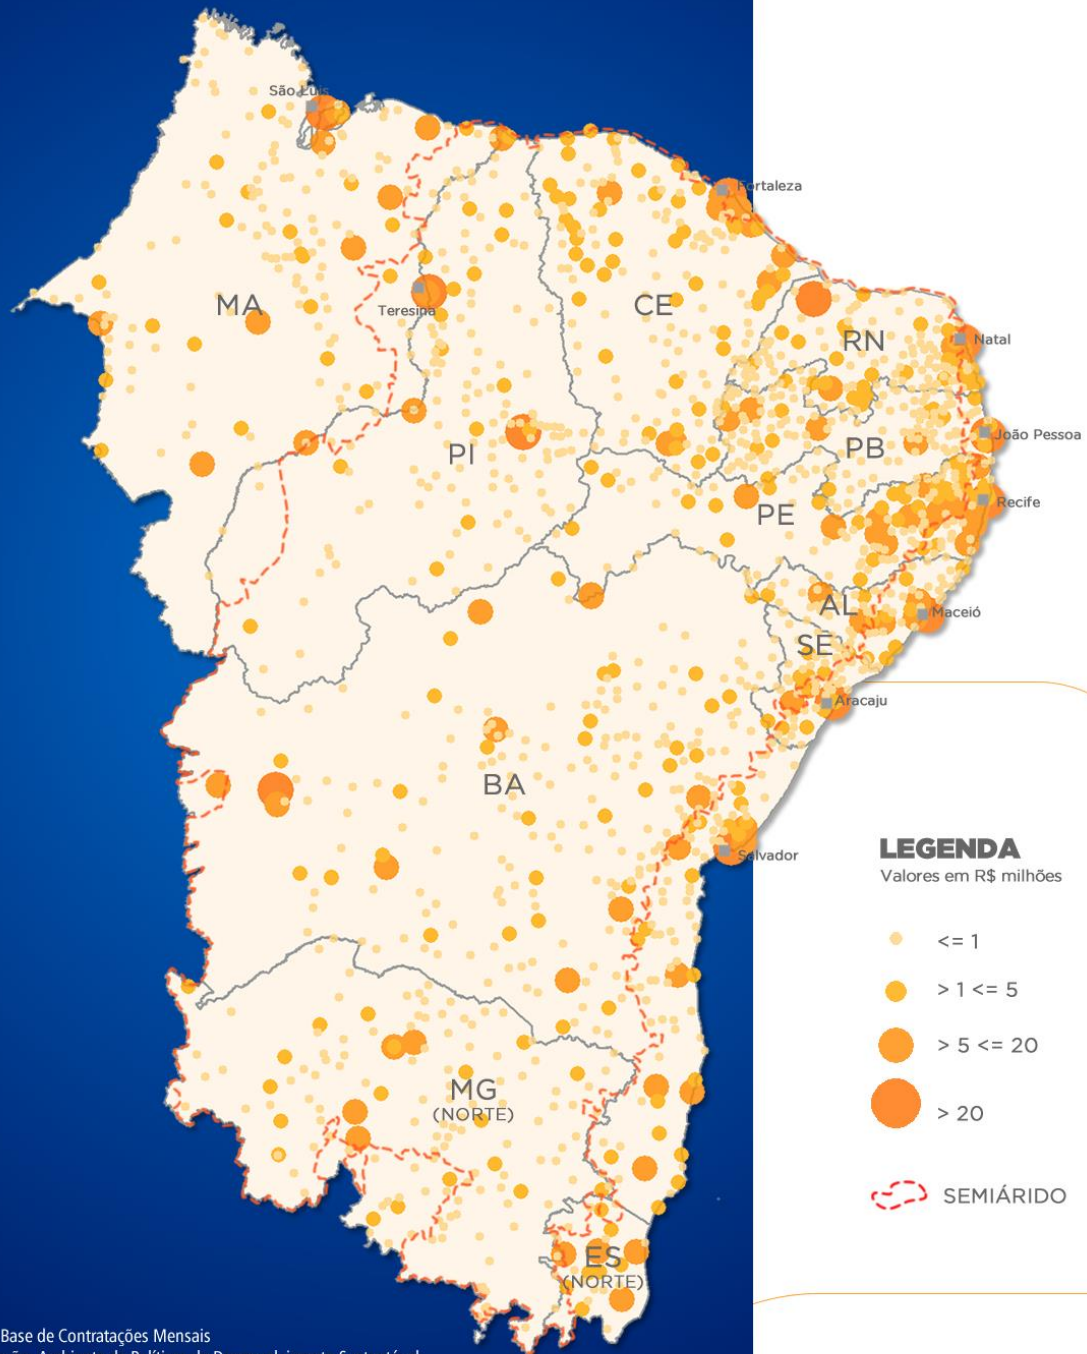 São Luis
Fortaleza
MA
Teresina
CE
RN
Natal
PI
PB
João Pessoa
PE
Recife
AL
Maceió
SE
Aracaju
BA
Salvador
LEGENDA
Valores em R$ milhões
<= 1
> 1 <= 5
> 5 <= 20
> 20
SEMIÁRIDO
MG
(NORTE)
ES
(NORTE)
Base de Contratações Mensais